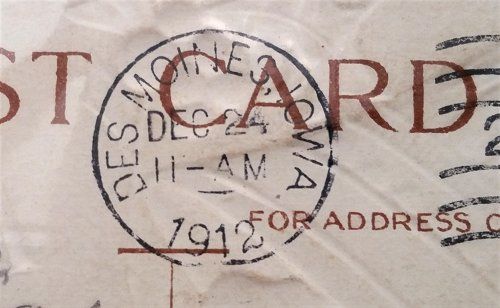 ST CARD
DES MOINES, IOWA
DEC 24
11-AM
1912
FOR ADDRESS